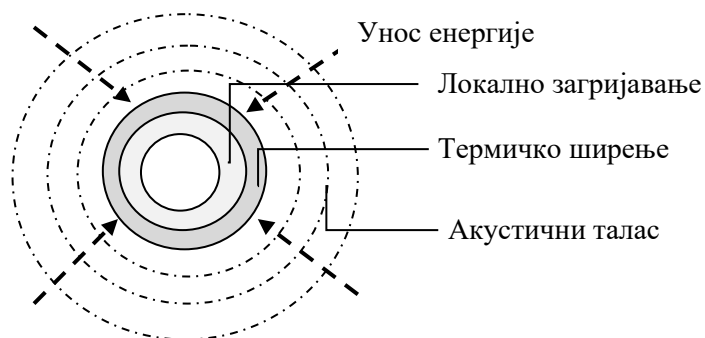 Унос енергије
Локално загријавање
Термичко ширење
Акустични талас